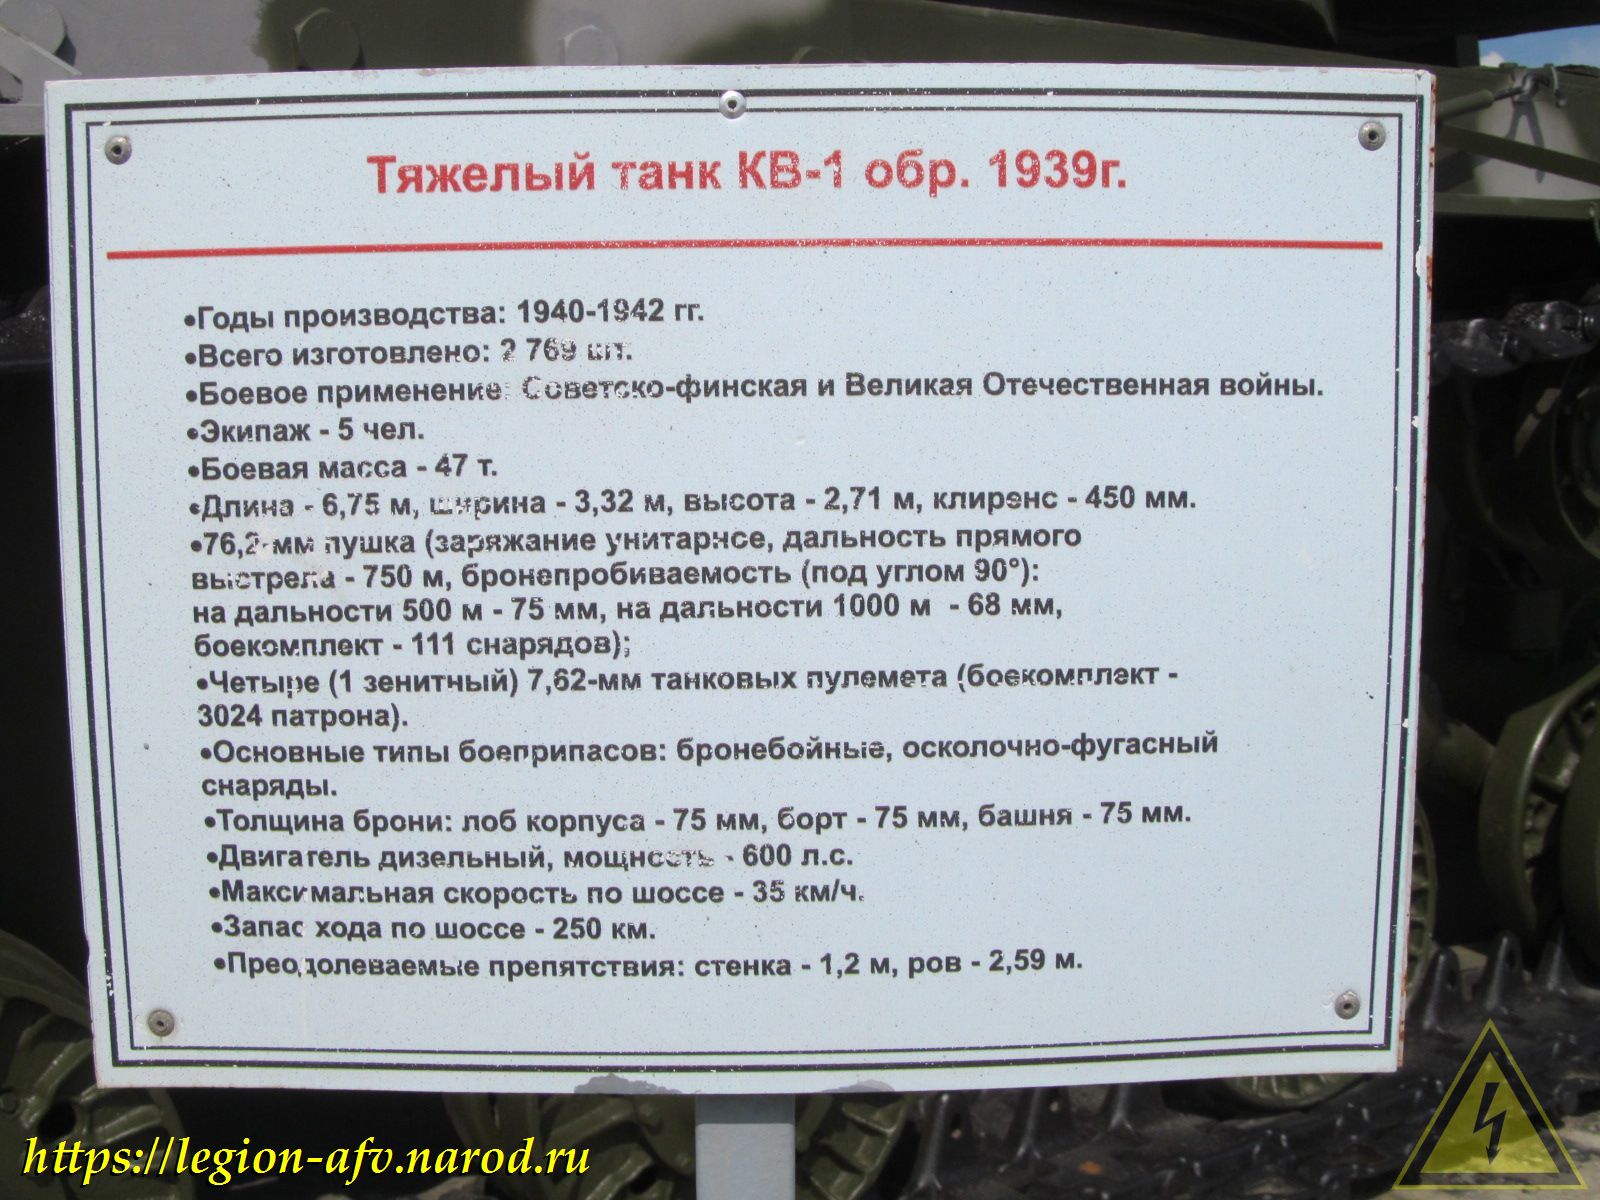 Тяжелый танк КВ-1 обр. 1939г.
•Годы производства: 1940-1942 гг.
•Всего изготовлено: 2 769 шт.
•Боевое применение: Советско-финская и Великая Отечественная войны.
•Экипаж - 5 чел.
•Боевая масса - 47 т.
•Длина - 6,75 м, ширина - 3,32 м, высота - 2,71 м, клиренс - 450 мм.
•76,2-мм пушка (заряжание унитарное, дальность прямого
выстрела - 750 м, бронепробиваемость (под углом 90°):
на дальности 500 м - 75 мм, на дальности 1000 м - 68 мм,
боекомплект - 111 снарядов);
•Четыре (1 зенитный) 7,62-мм танковых пулемета (боекомплект -
3024 патрона).
•Основные типы боеприпасов: бронебойные, осколочно-фугасный
снаряды.
•Толщина брони: лоб корпуса - 75 мм, борт - 75 мм, башня - 75 мм.
•Двигатель дизельный, мощность - 600 л.с.
•Максимальная скорость по шоссе - 35 км/ч.
•Запас хода по шоссе - 250 км.
•Преодолеваемые препятствия: стенка - 1,2 м, ров - 2,59 м.
https://legion-afv.narod.ru